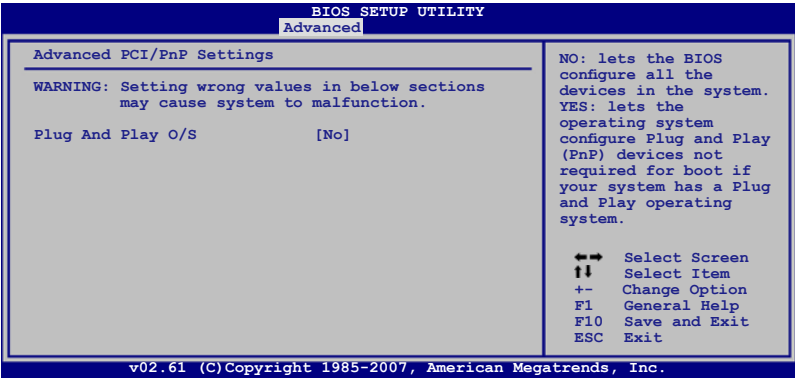 BIOS SETUP UTILITY
Advanced
Advanced PCI/PnP Settings
WARNING: Setting wrong values in below sections
may cause system to malfunction.
Plug And Play O/S [No]
NO: lets the BIOS
configure all the
devices in the system.
YES: lets the
operating system
configure Plug and Play
(PnP) devices not
required for boot if
your system has a Plug
and Play operating
system.
←→ Select Screen
↑↓ Select Item
+- Change Option
F1 General Help
F10 Save and Exit
ESC Exit
v02.61 (C)Copyright 1985-2007, American Megatrends, Inc.